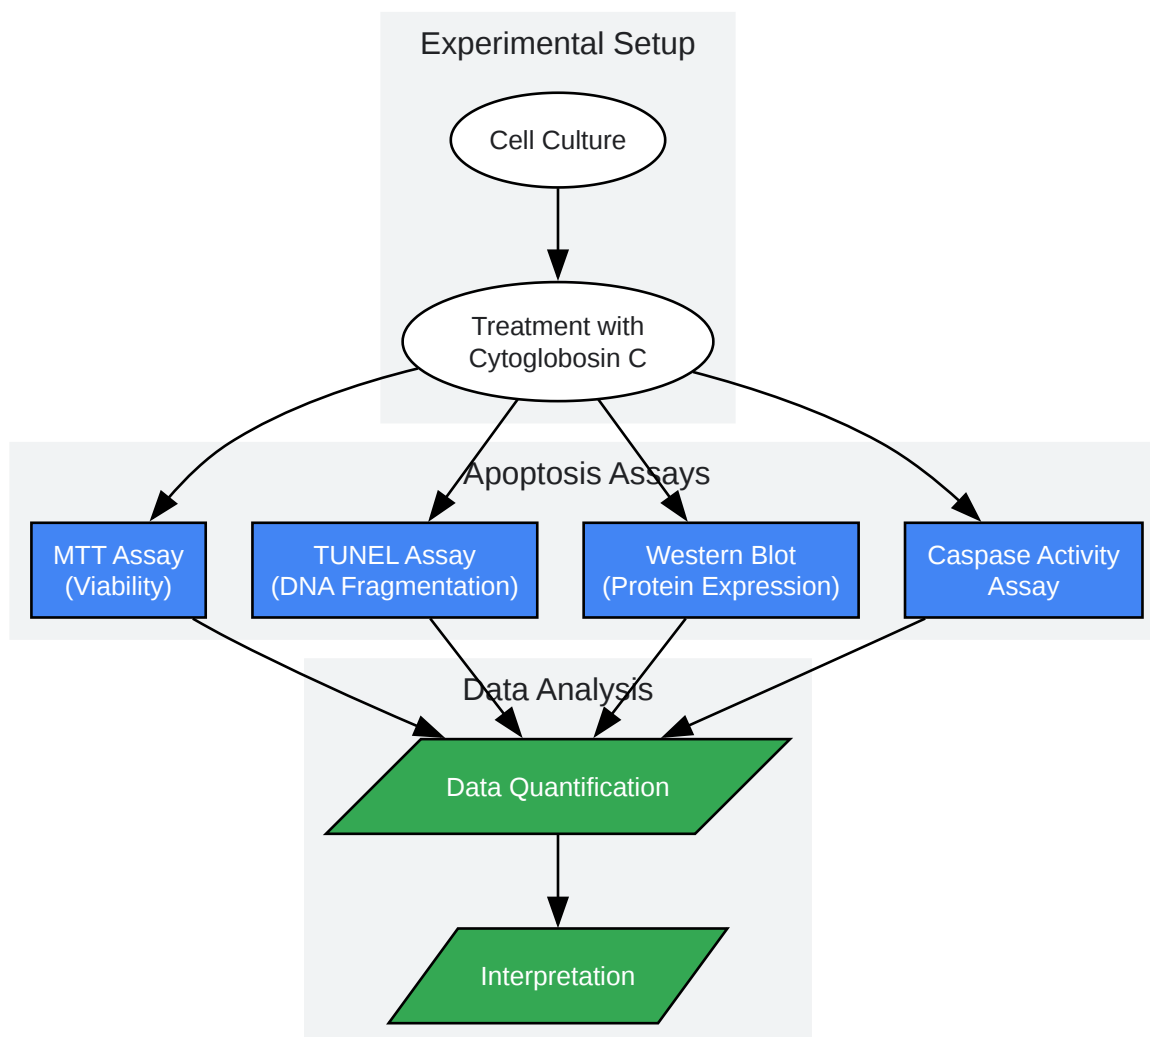 Experimental Setup
Cell Culture
Treatment with
Cytoglobosin C
Apoptosis Assays
MTT Assay
(Viability)
TUNEL Assay
(DNA Fragmentation)
Western Blot
(Protein Expression)
Caspase Activity
Assay
Data Analysis
Data Quantification
Interpretation